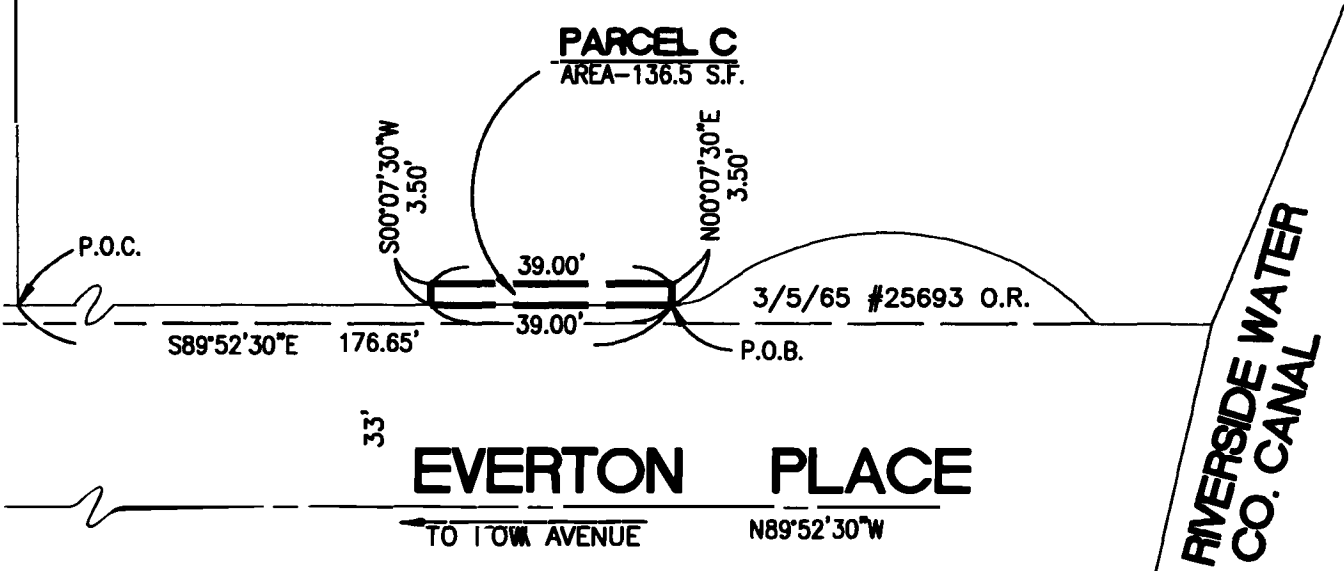 PARCEL C
AREA-136.5 S.F.
S00°07'30"W
3.50'
N00°07'30"E
3.50'
P.O.C.
39.00'
3/5/65 #25693 O.R.
39.00'
S89°52'30"E 176.65'
P.O.B.
33'
EVERTON PLACE
TO IOWA AVENUE
N89°52'30"W
RIVERSIDE WATER
CO. CANAL